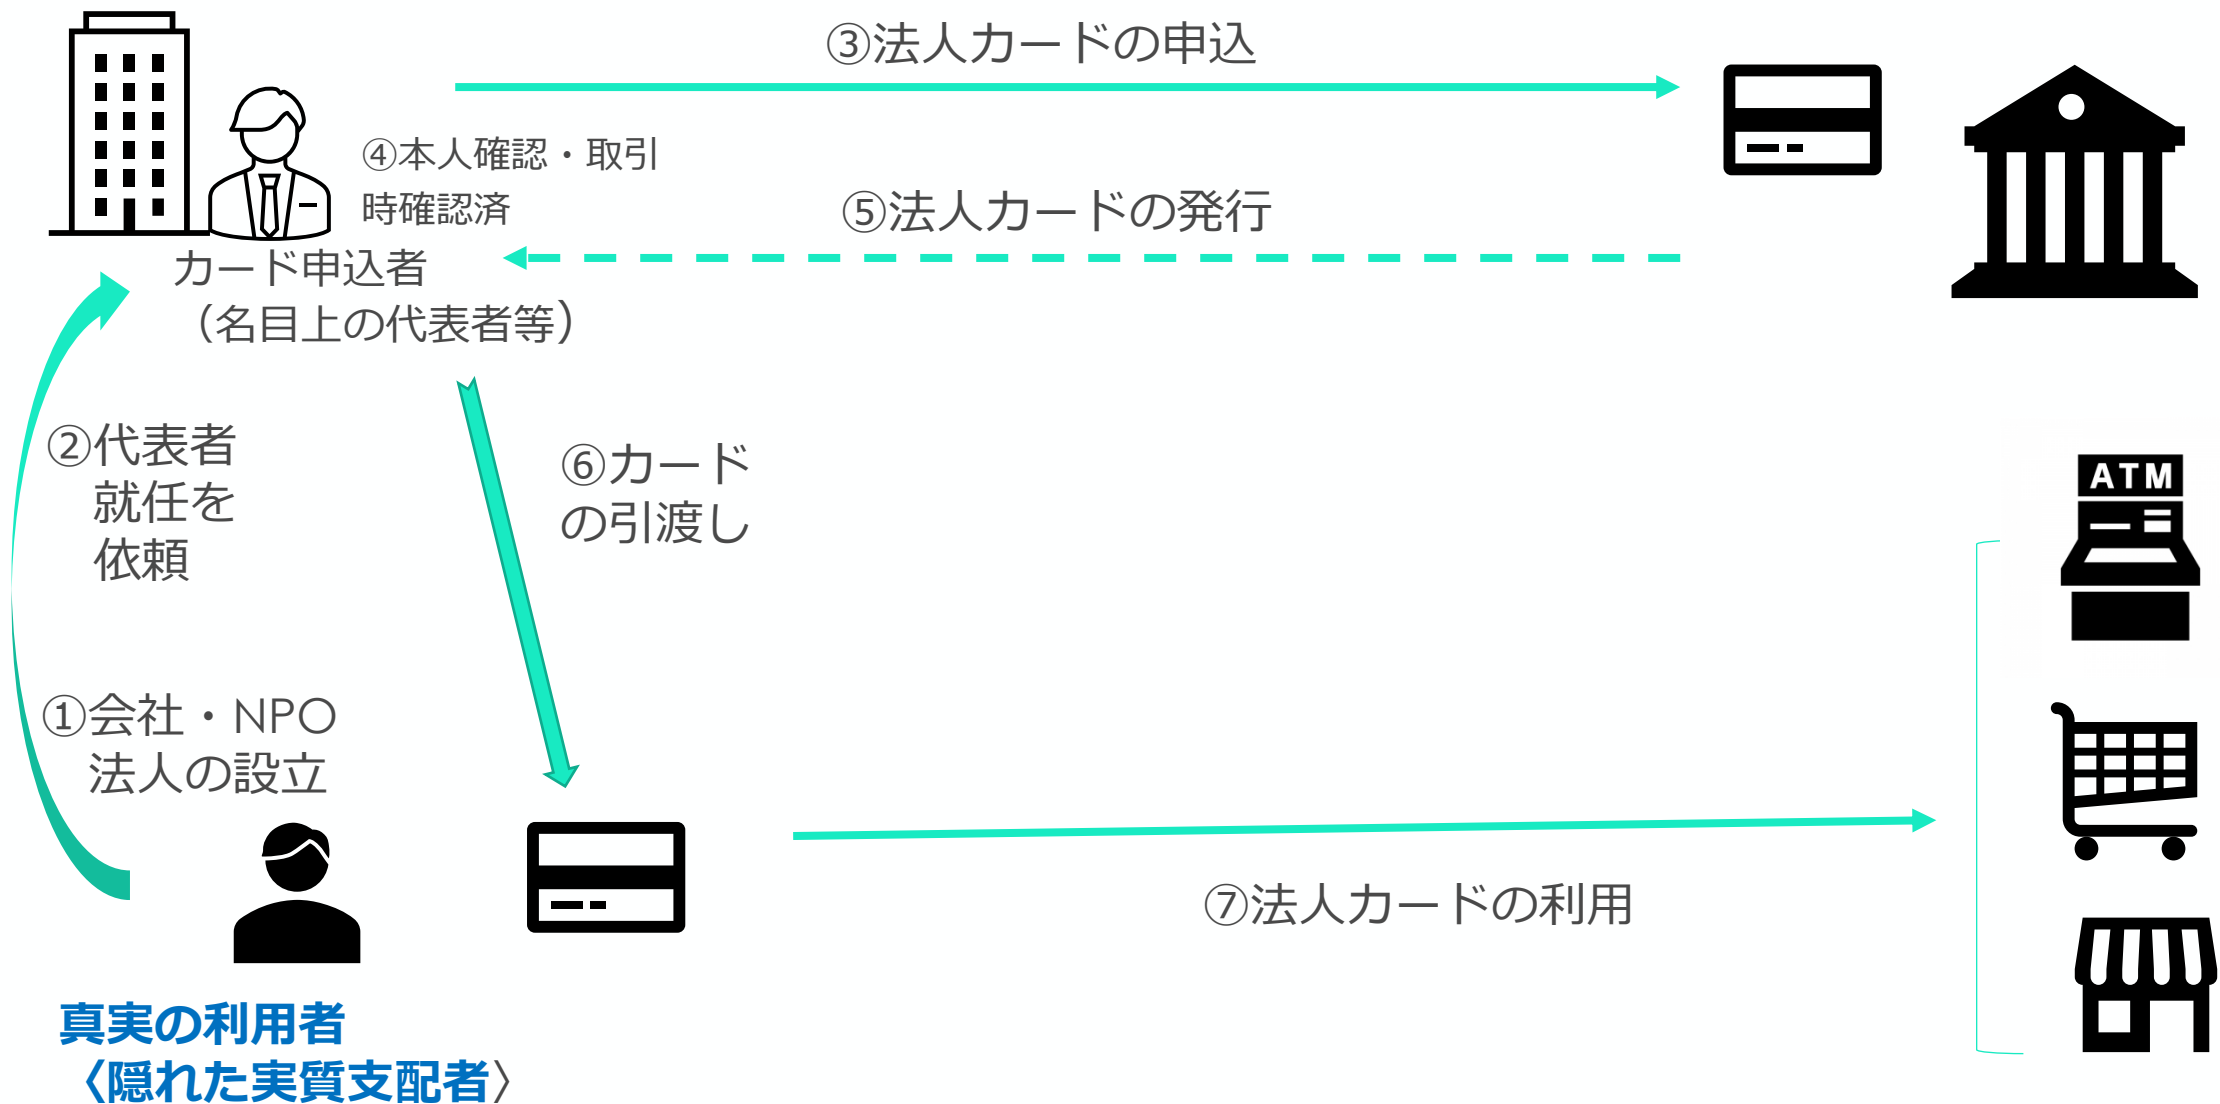 ③法人カードの申込
④本人確認・取引
時確認済
⑤法人カードの発行
カード申込者
（名目上の代表者等）
②代表者
就任を
依頼
⑥カード
の引渡し
ATM
①会社・NPO
法人の設立
⑦法人カードの利用
真実の利用者
〈隠れた実質支配者〉